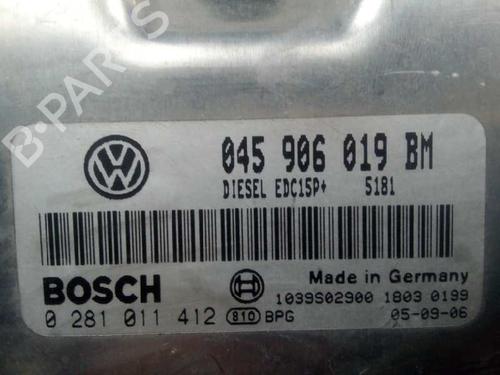 B-PARTS
045 906 019 BM
DIESEL EDC15P+ 5181
BOSCH
Made in Germany
1039S02900 1803 0199
0 281 011 412 810 BPG 05-09-06